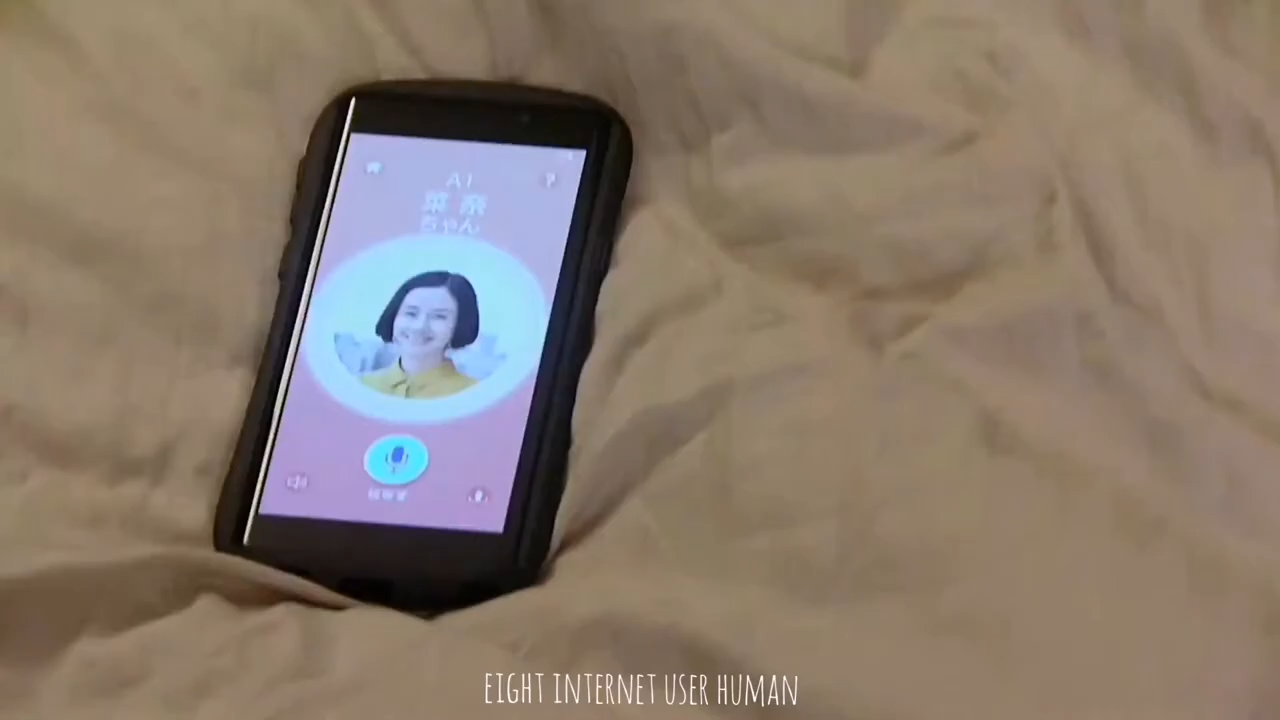 AI
菜奈
ちゃん
EIGHT INTERNET USER HUMAN